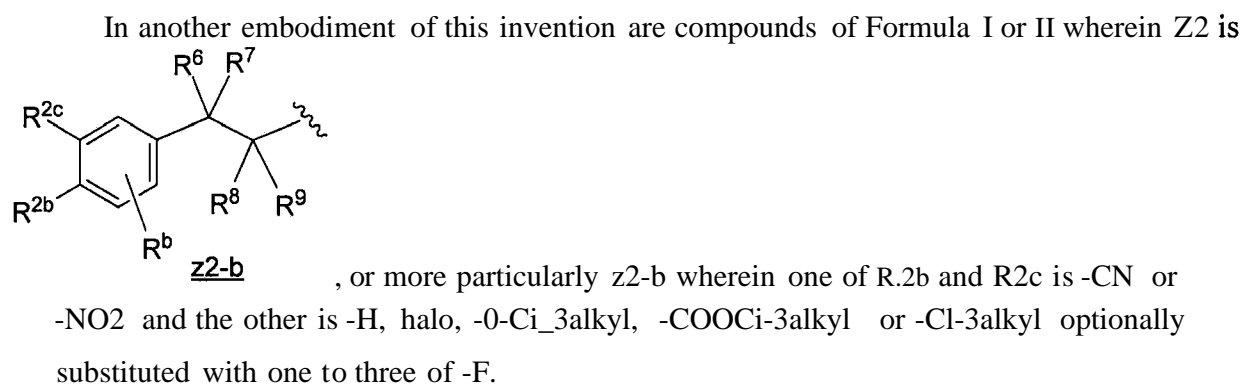 In another embodiment of this invention are compounds of Formula I or II wherein Z2 is
R6 R7
R2c
R2b
R8 R9
Rb
z2-b , or more particularly z2-b wherein one of R.2b and R2c is -CN or
-NO2 and the other is -H, halo, -0-Ci_3alkyl, -COOCi-3alkyl or -Cl-3alkyl optionally
substituted with one to three of -F.